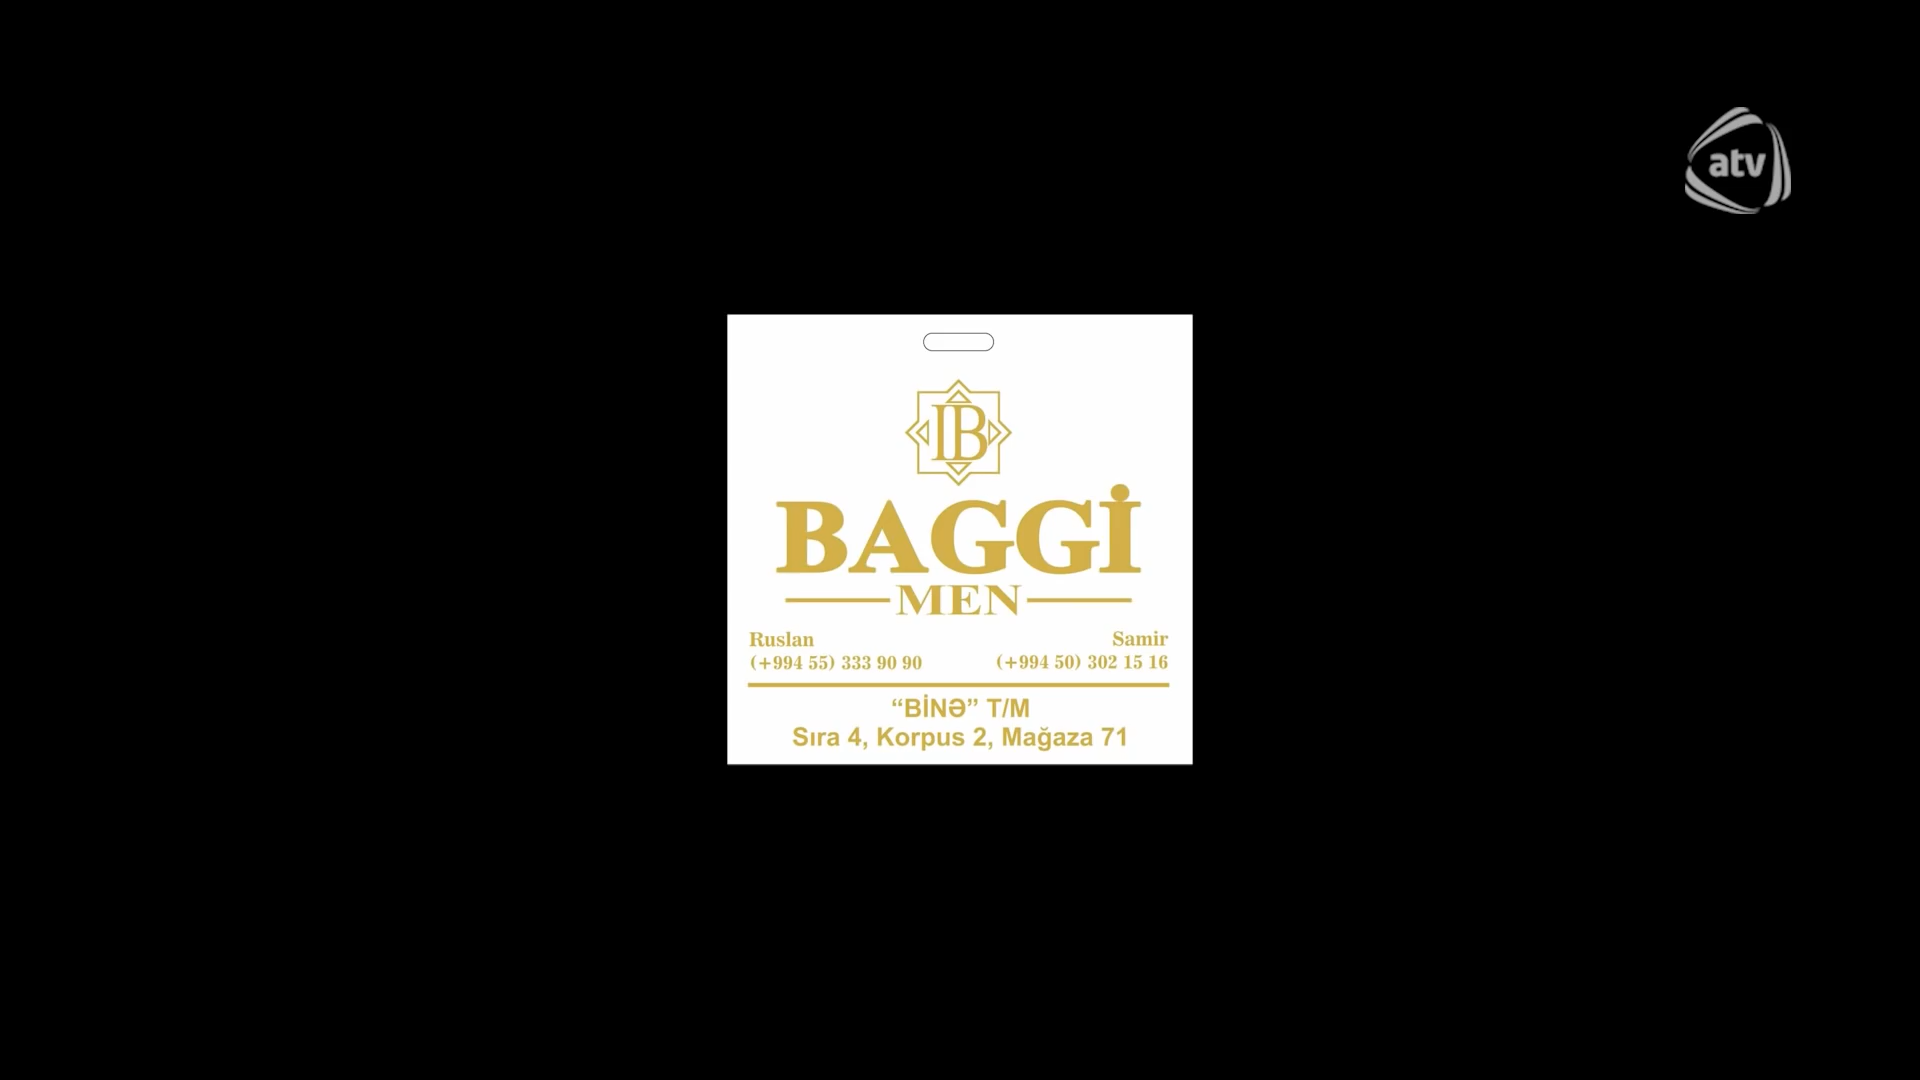 atv
IB
BAGGİ
MEN
Ruslan Samir
(+994 55) 333 90 90 (+994 50) 302 15 16
“BİNƏ” T/M
Sıra 4, Korpus 2, Mağaza 71